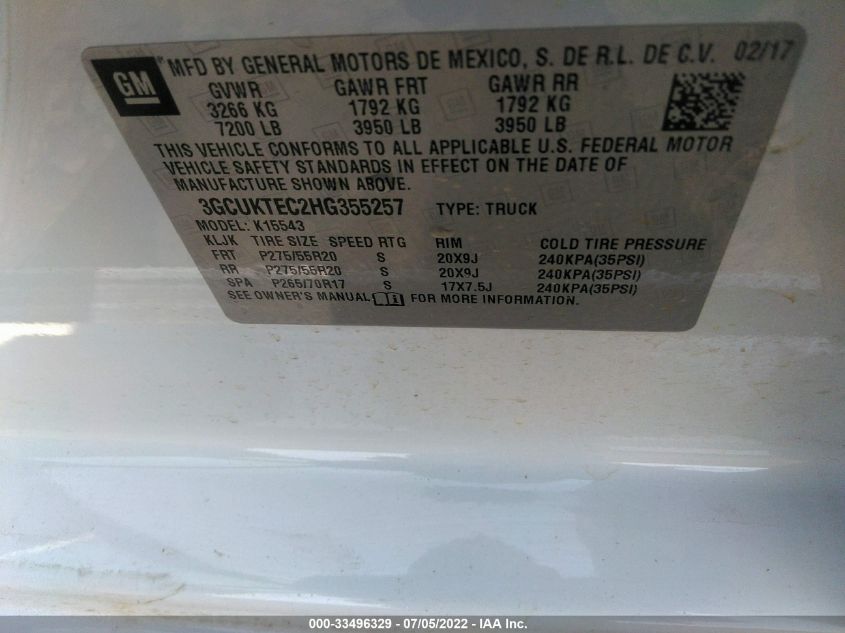 GM
MFD BY GENERAL MOTORS DE MEXICO, S. DE R.L. DE C.V. 02/17
GVWR GAWR FRT GAWR RR
3266 KG 1792 KG 1792 KG
7200 LB 3950 LB 3950 LB
THIS VEHICLE CONFORMS TO ALL APPLICABLE U.S. FEDERAL MOTOR
VEHICLE SAFETY STANDARDS IN EFFECT ON THE DATE OF
MANUFACTURE SHOWN ABOVE.
3GCUKTEC2HG355257 TYPE: TRUCK
MODEL: K15543
KLJK TIRE SIZE SPEED RTG RIM COLD TIRE PRESSURE
FRT P275/55R20 S 20X9J 240KPA(35PSI)
RR P275/55R20 S 20X9J 240KPA(35PSI)
SPA P265/70R17 S 17X7.5J 240KPA(35PSI)
SEE OWNER'S MANUAL FOR MORE INFORMATION.
000-33496329 - 07/05/2022 - IAA Inc.